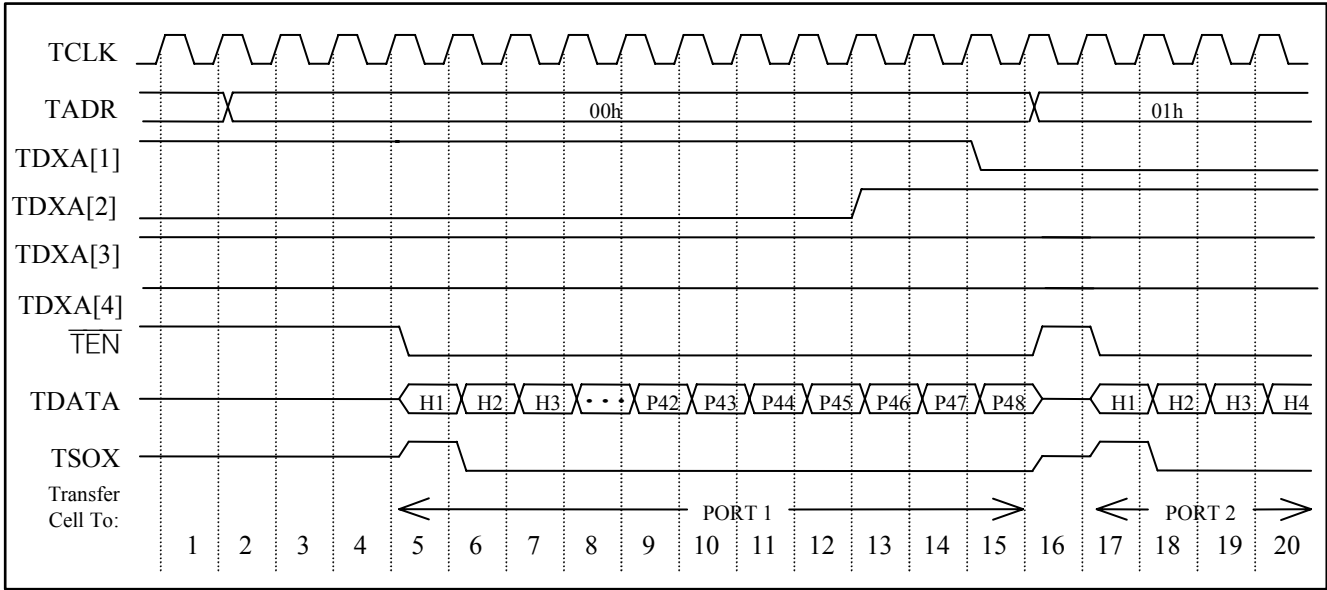 TCLK
TADR 00h 01h
TDXA[1]
TDXA[2]
TDXA[3]
TDXA[4]
TEN
TDATA H1 H2 H3 • • • P42 P43 P44 P45 P46 P47 P48 H1 H2 H3 H4
TSOX
Transfer
Cell To: PORT 1 PORT 2
1 2 3 4 5 6 7 8 9 10 11 12 13 14 15 16 17 18 19 20